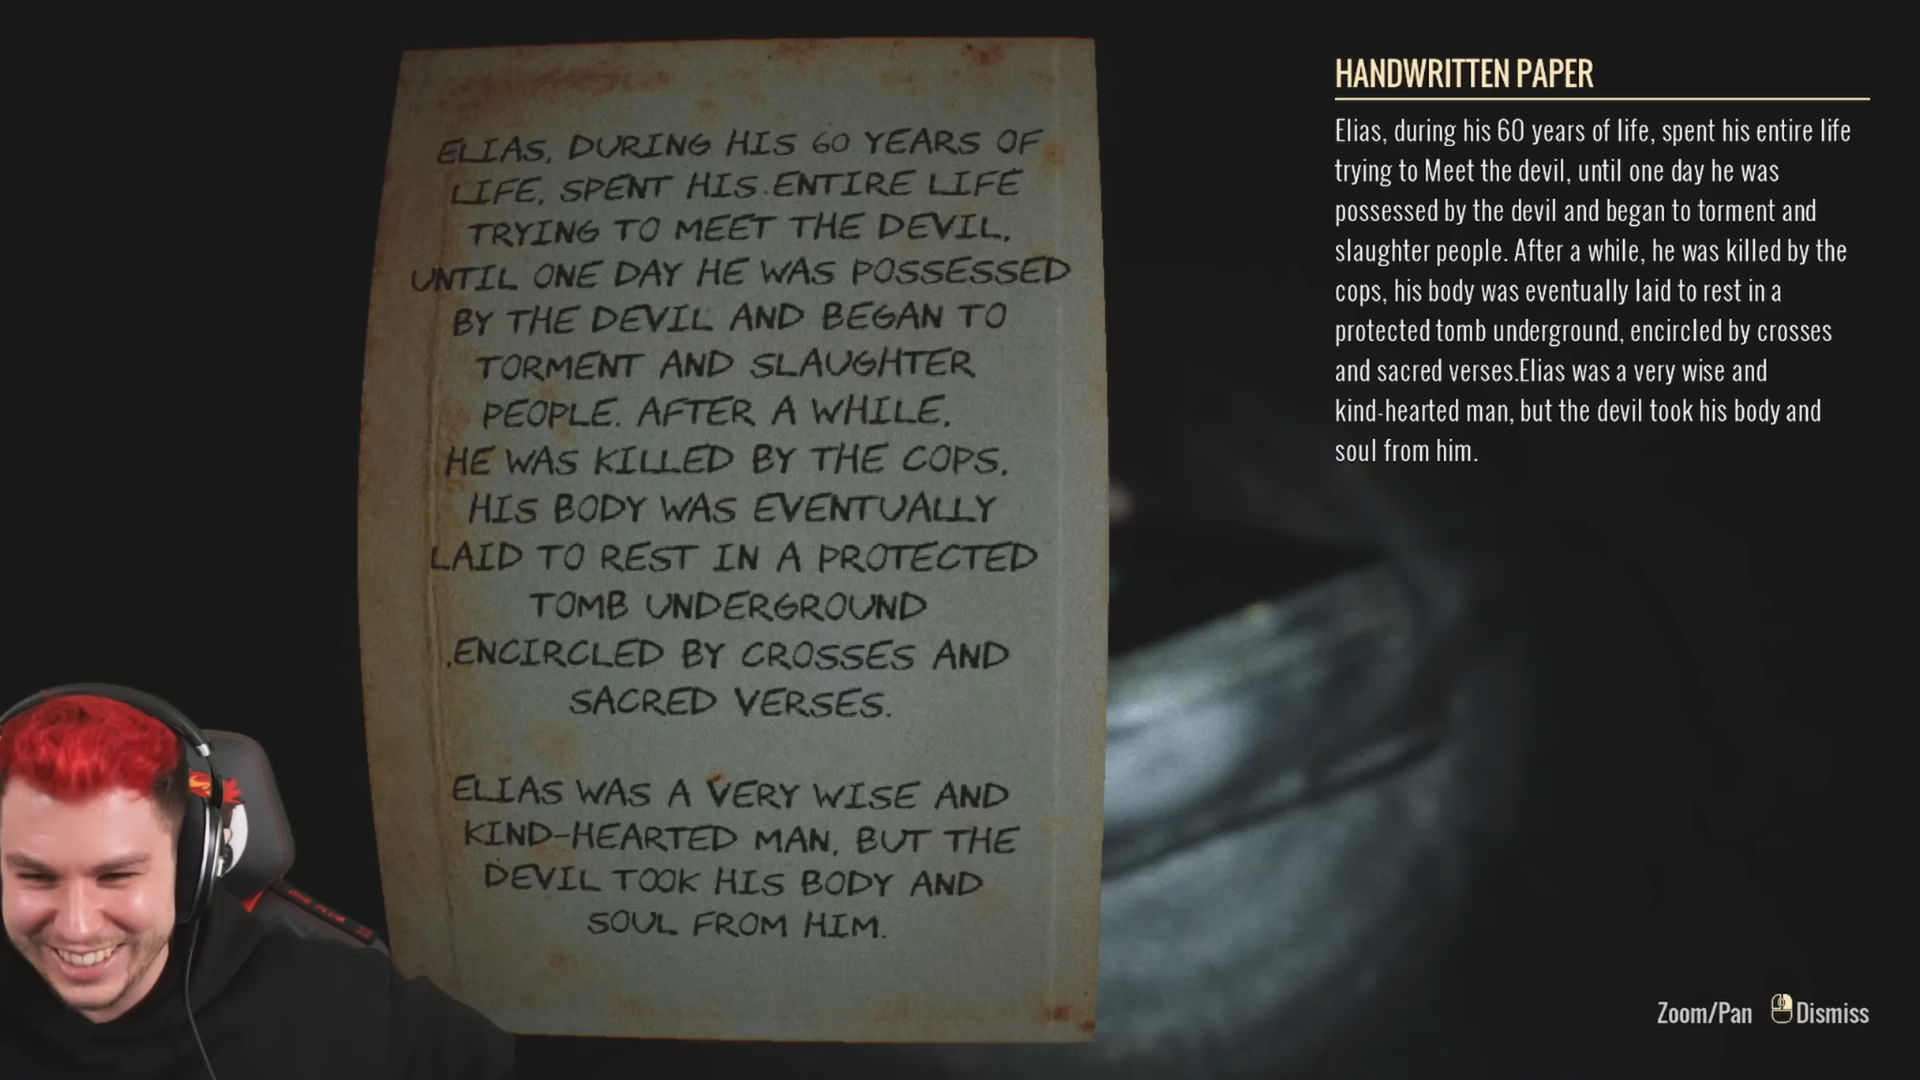 ELIAS, DURING HIS 60 YEARS OF
LIFE, SPENT HIS ENTIRE LIFE
TRYING TO MEET THE DEVIL,
UNTIL ONE DAY HE WAS POSSESSED
BY THE DEVIL AND BEGAN TO
TORMENT AND SLAUGHTER
PEOPLE. AFTER A WHILE,
HE WAS KILLED BY THE COPS,
HIS BODY WAS EVENTUALLY
LAID TO REST IN A PROTECTED
TOMB UNDERGROUND
,ENCIRCLED BY CROSSES AND
SACRED VERSES.
ELIAS WAS A VERY WISE AND
KIND-HEARTED MAN, BUT THE
DEVIL TOOK HIS BODY AND
SOUL FROM HIM.
HANDWRITTEN PAPER
Elias, during his 60 years of life, spent his entire life
trying to Meet the devil, until one day he was
possessed by the devil and began to torment and
slaughter people. After a while, he was killed by the
cops, his body was eventually laid to rest in a
protected tomb underground, encircled by crosses
and sacred verses.Elias was a very wise and
kind-hearted man, but the devil took his body and
soul from him.
Zoom/Pan Dismiss